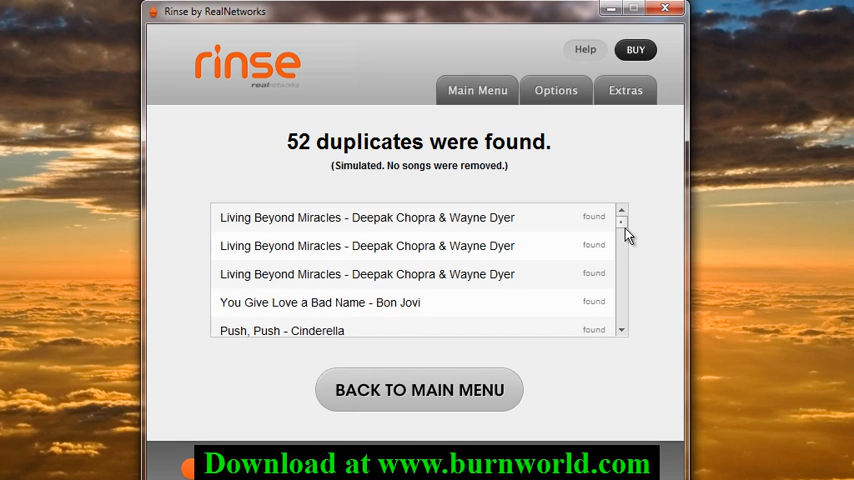 Rinse by RealNetworks
Help
BUY
rinse
realnetworks
Main Menu
Options
Extras
52 duplicates were found.
(Simulated. No songs were removed.)
Living Beyond Miracles - Deepak Chopra & Wayne Dyer found
Living Beyond Miracles - Deepak Chopra & Wayne Dyer found
Living Beyond Miracles - Deepak Chopra & Wayne Dyer found
You Give Love a Bad Name - Bon Jovi found
Push, Push - Cinderella found
BACK TO MAIN MENU
Download at www.burnworld.com